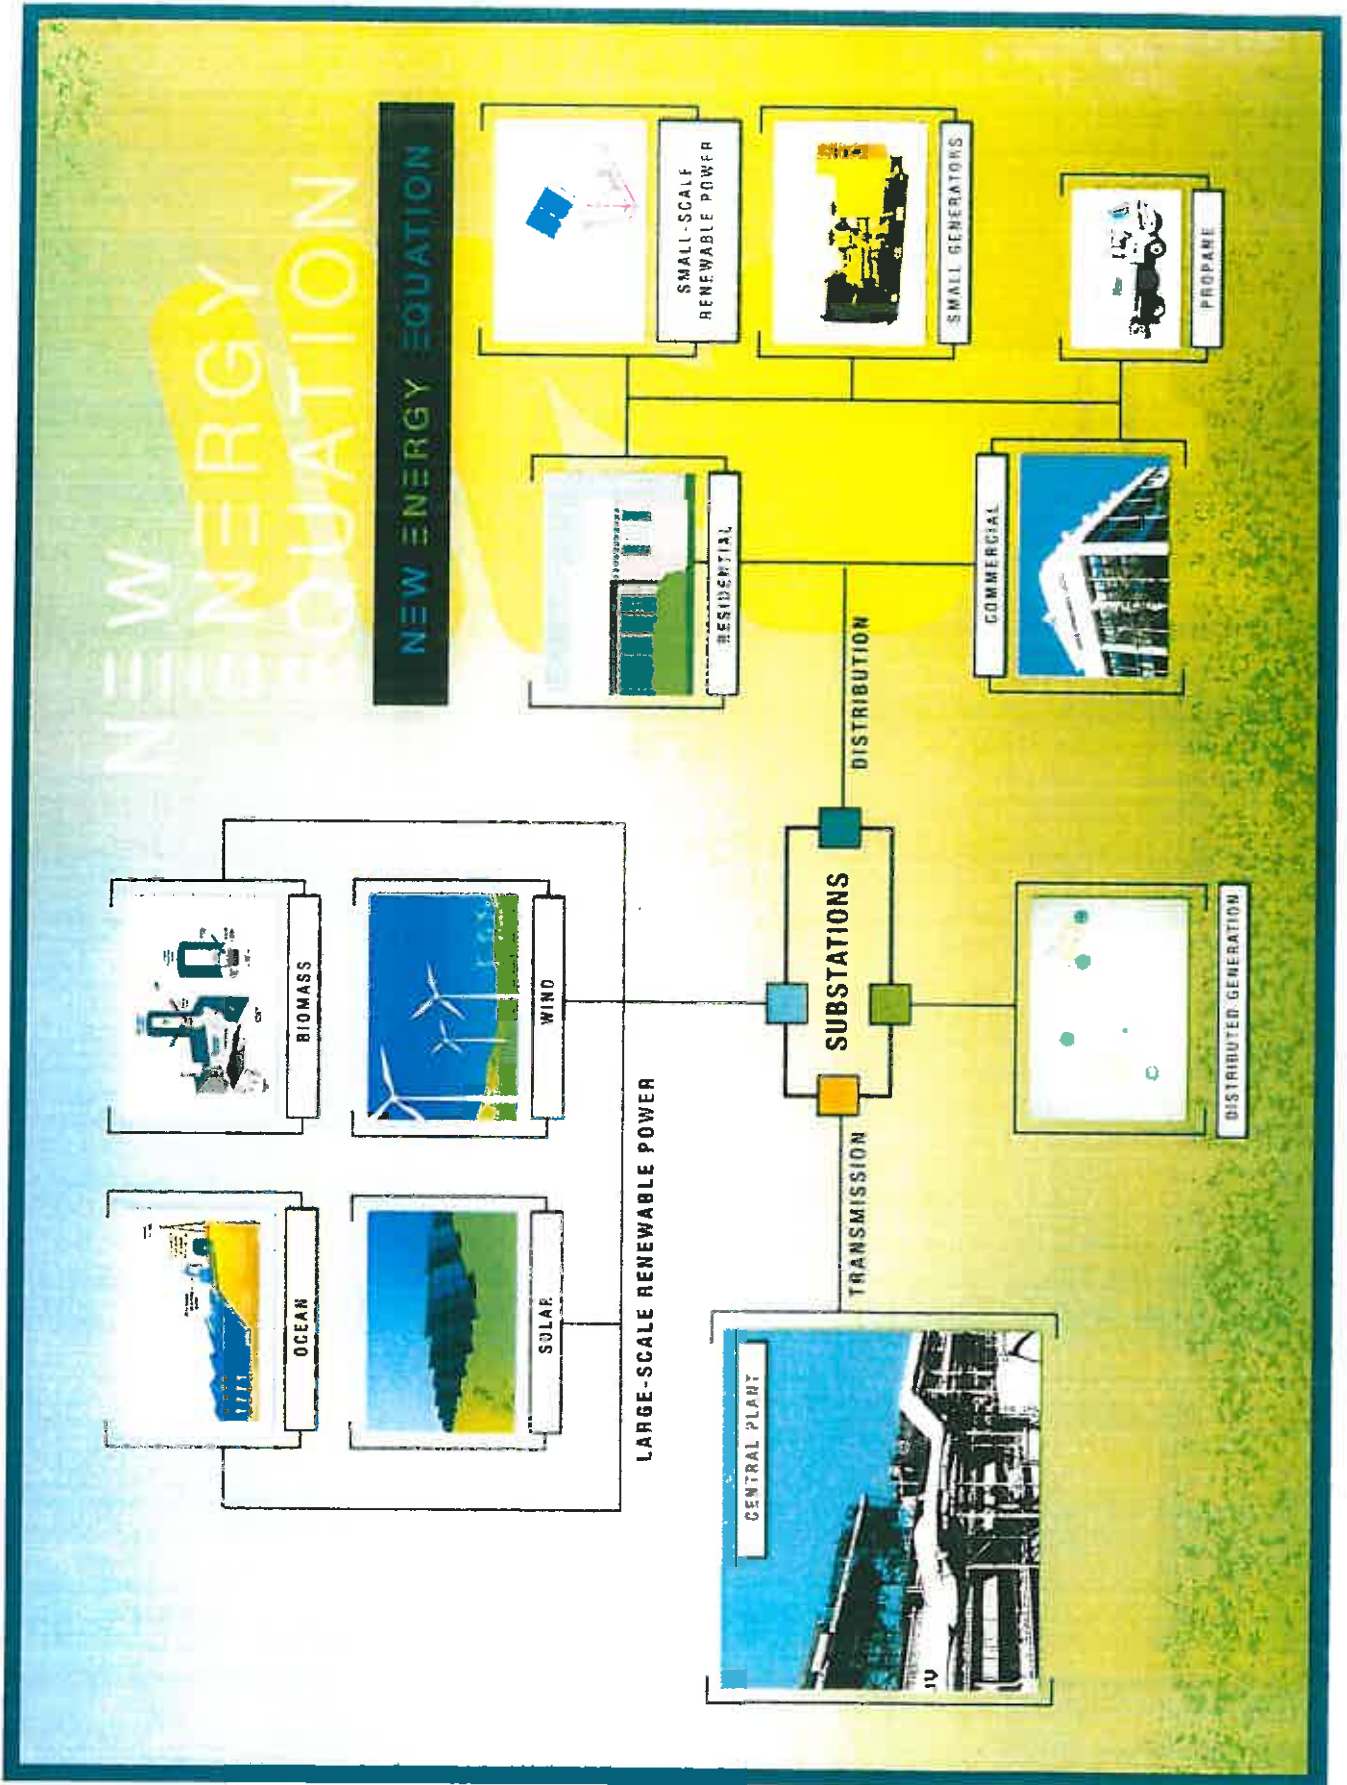 NEW
ENERGY
EQUATION
NEW ENERGY EQUATION
OCEAN
BIOMASS
SOLAR
WIND
LARGE-SCALE RENEWABLE POWER
CENTRAL PLANT
TRANSMISSION
SUBSTATIONS
DISTRIBUTION
DISTRIBUTED GENERATION
RESIDENTIAL
COMMERCIAL
SMALL-SCALE
RENEWABLE POWER
SMALL GENERATORS
PROPANE